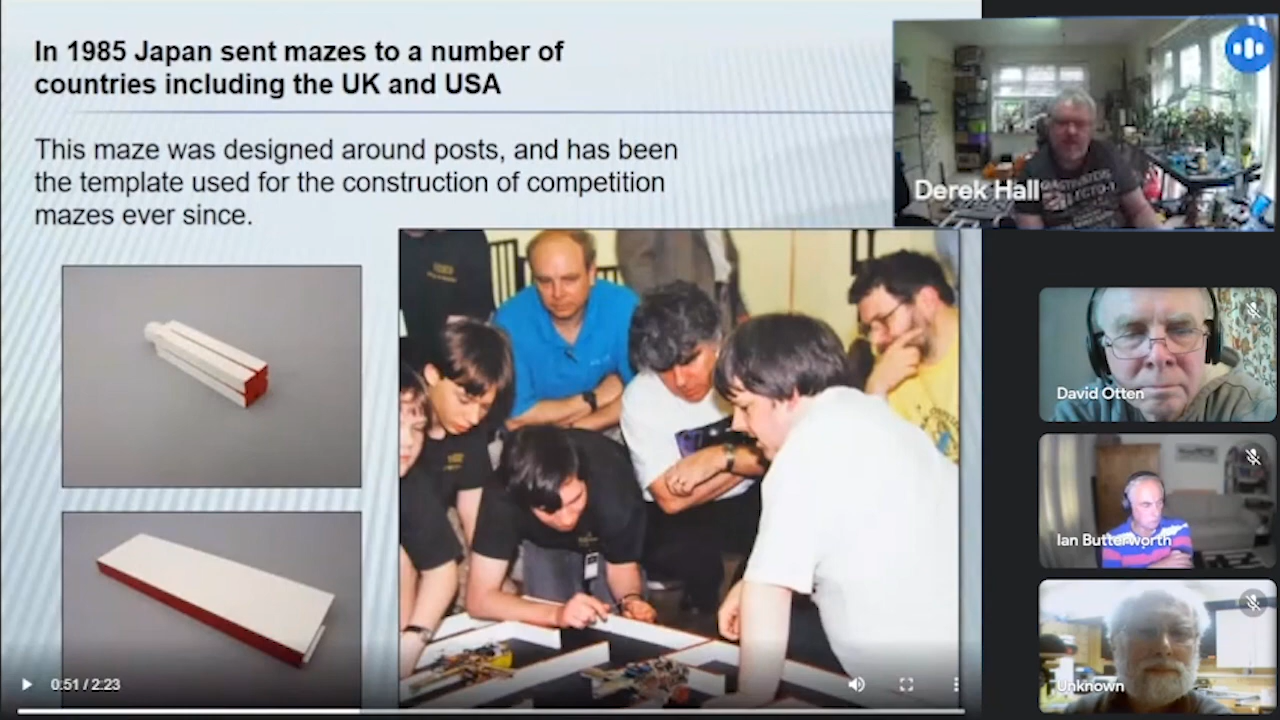 In 1985 Japan sent mazes to a number of
countries including the UK and USA
This maze was designed around posts, and has been
the template used for the construction of competition
mazes ever since.
0:51 / 2:23
Derek Hall
David Otten
Ian Butterworth
Unknown